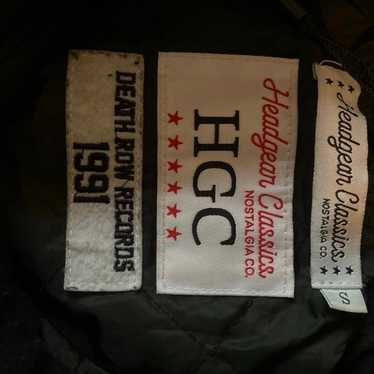 DEATH ROW RECORDS
1991
Headgear Classics
NOSTALGIA CO.
HGC
Headgear Classics
NOSTALGIA CO.
S